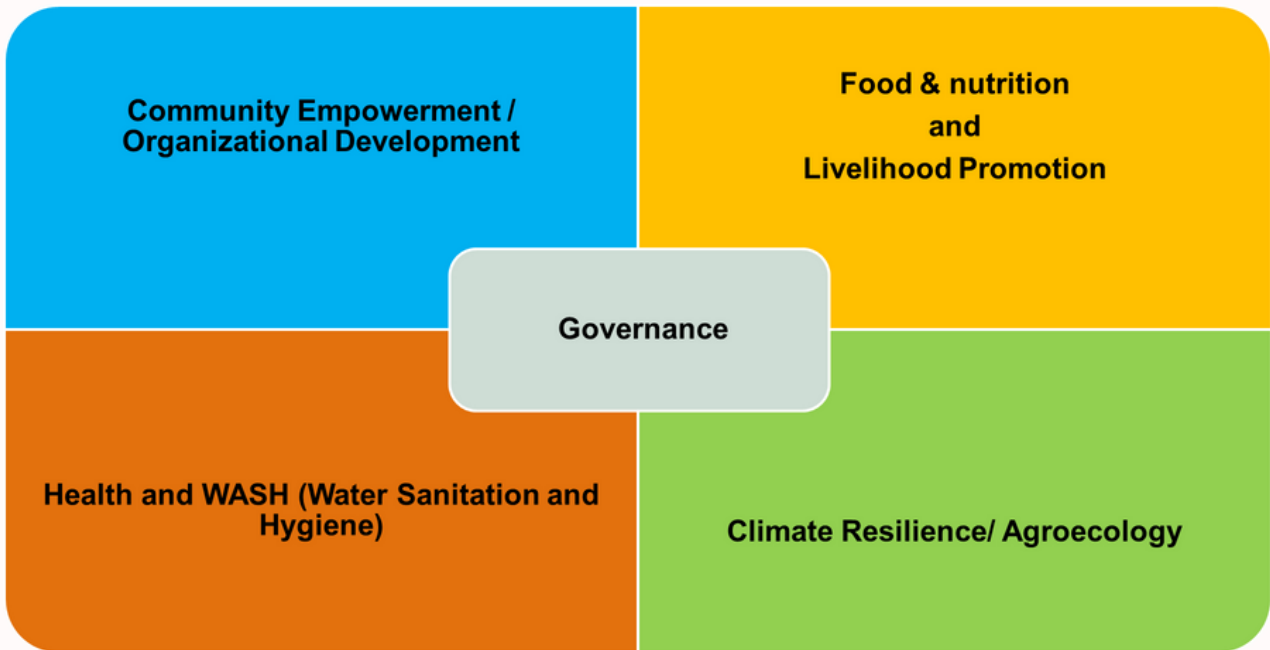 Community Empowerment /
Organizational Development
Food & nutrition
and
Livelihood Promotion
Governance
Health and WASH (Water Sanitation and
Hygiene)
Climate Resilience/ Agroecology